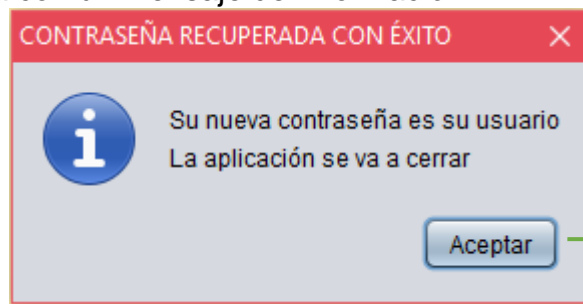 CONTRASEÑA RECUPERADA CON ÉXITO
Su nueva contraseña es su usuario
La aplicación se va a cerrar
Aceptar